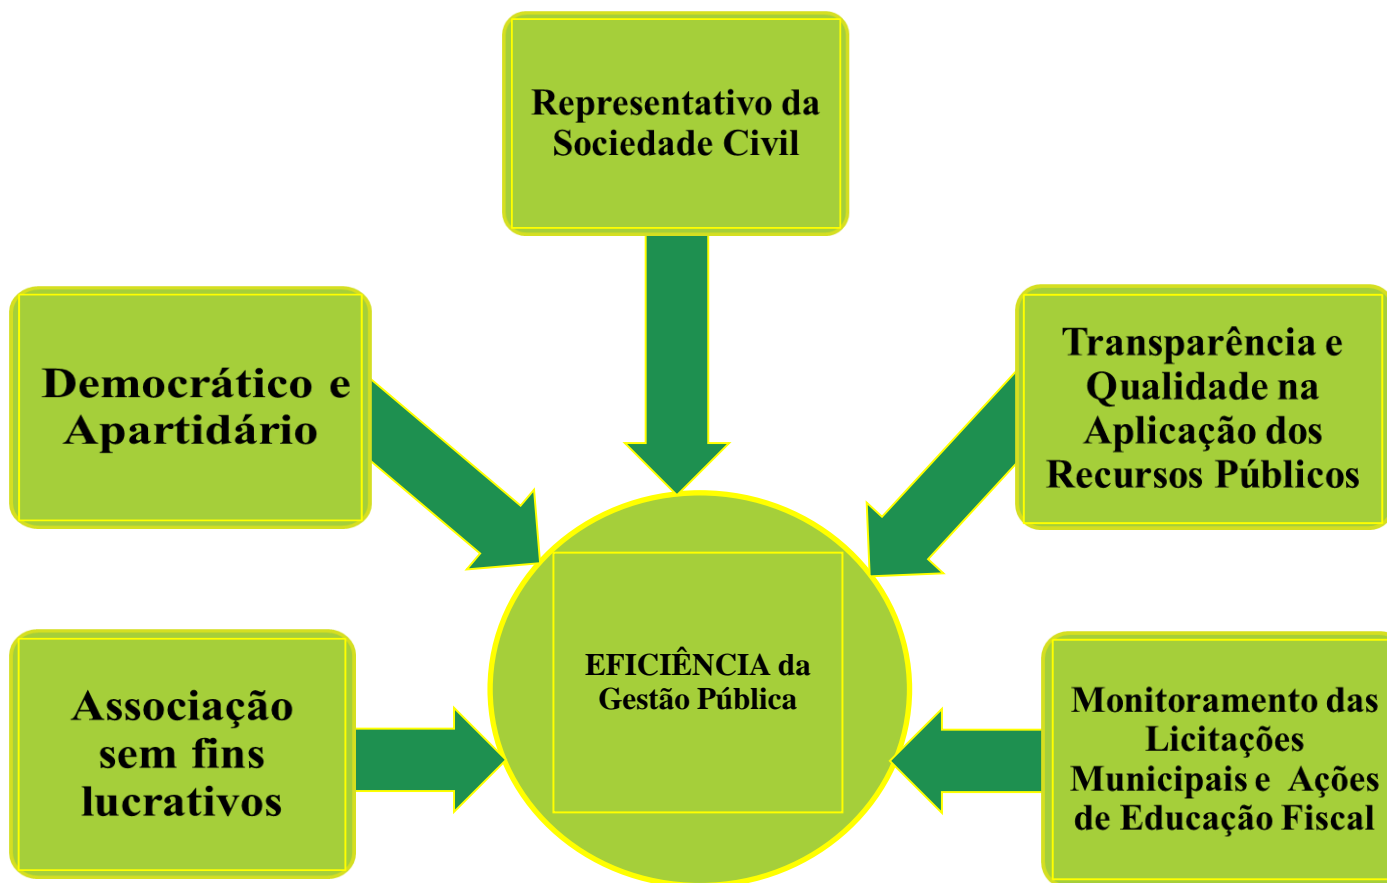 Representativo da
Sociedade Civil
Democrático e
Apartidário
Transparência e
Qualidade na
Aplicação dos
Recursos Públicos
Associação
sem fins
lucrativos
EFICIÊNCIA da
Gestão Pública
Monitoramento das
Licitações
Municipais e Ações
de Educação Fiscal